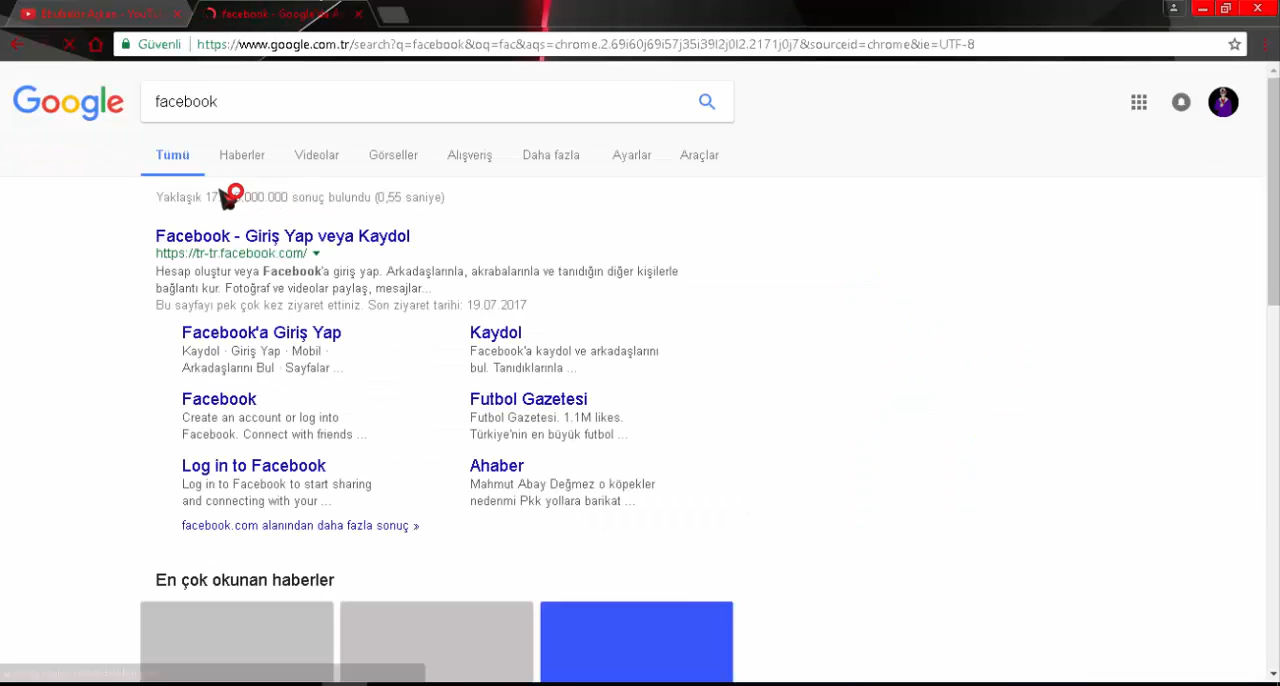 Ebubekir Aşkan - YouTu
facebook - Google'da A
Güvenli
https://www.google.com.tr/search?q=facebook&oq=fac&aqs=chrome.2.69i60j69i57j35i39l2j0l2.2171j0j7&sourceid=chrome&ie=UTF-8
Google
facebook
Tümü Haberler Videolar Görseller Alışveriş Daha fazla Ayarlar Araçlar
Yaklaşık sonuç bulundu (0,55 saniye)
Facebook - Giriş Yap veya Kaydol
https://tr-tr.facebook.com/
Hesap oluştur veya Facebook'a giriş yap. Arkadaşlarınla, akrabalarınla ve tanıdığın diğer kişilerle
bağlantı kur. Fotoğraf ve videolar paylaş, mesajlar...
Bu sayfayı pek çok kez ziyaret ettiniz. Son ziyaret tarihi: 19.07.2017
Facebook'a Giriş Yap
Kaydol · Giriş Yap · Mobil ·
Arkadaşlarını Bul · Sayfalar ...
Kaydol
Facebook'a kaydol ve arkadaşlarını
bul. Tanıdıklarınla ...
Facebook
Create an account or log into
Facebook. Connect with friends ...
Futbol Gazetesi
Futbol Gazetesi. 1.1M likes.
Türkiye'nin en büyük futbol ...
Log in to Facebook
Log in to Facebook to start sharing
and connecting with your ...
Ahaber
Mahmut Abay Değmez o köpekler
nedenmi Pkk yollara barikat ...
facebook.com alanından daha fazla sonuç »
En çok okunan haberler